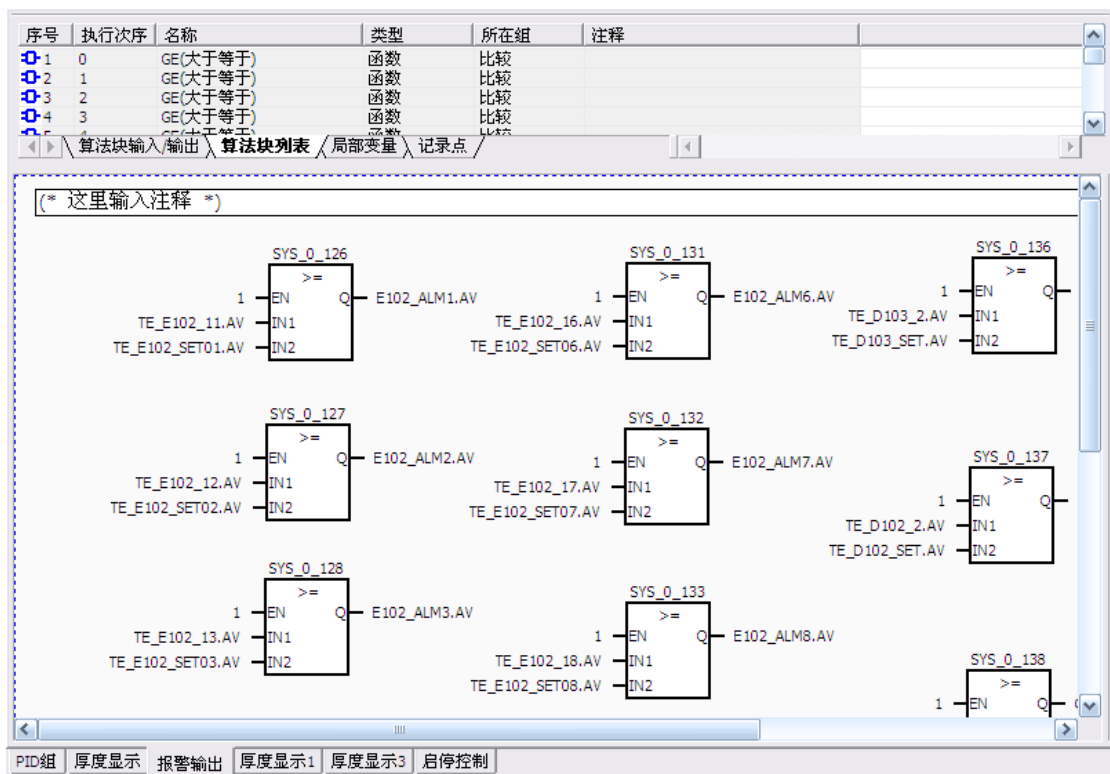 序号 执行次序 名称 类型 所在组 注释
1 0 GE(大于等于) 函数 比较
2 1 GE(大于等于) 函数 比较
3 2 GE(大于等于) 函数 比较
4 3 GE(大于等于) 函数 比较
算法块输入/输出 算法块列表 局部变量 记录点
(* 这里输入注释 *)
SYS_0_126 SYS_0_131 SYS_0_136
>= >= >=
1 EN Q E102_ALM1.AV 1 EN Q E102_ALM6.AV 1 EN Q
TE_E102_11.AV IN1 TE_E102_16.AV IN1 TE_D103_2.AV IN1
TE_E102_SET01.AV IN2 TE_E102_SET06.AV IN2 TE_D103_SET.AV IN2
SYS_0_127 SYS_0_132 SYS_0_137
>= >= >=
1 EN Q E102_ALM2.AV 1 EN Q E102_ALM7.AV 1 EN Q
TE_E102_12.AV IN1 TE_E102_17.AV IN1 TE_D102_2.AV IN1
TE_E102_SET02.AV IN2 TE_E102_SET07.AV IN2 TE_D102_SET.AV IN2
SYS_0_128 SYS_0_133 SYS_0_138
>= >= >=
1 EN Q E102_ALM3.AV 1 EN Q E102_ALM8.AV 1 EN Q
TE_E102_13.AV IN1 TE_E102_18.AV IN1
TE_E102_SET03.AV IN2 TE_E102_SET08.AV IN2
PID组 厚度显示 报警输出 厚度显示1 厚度显示3 启停控制